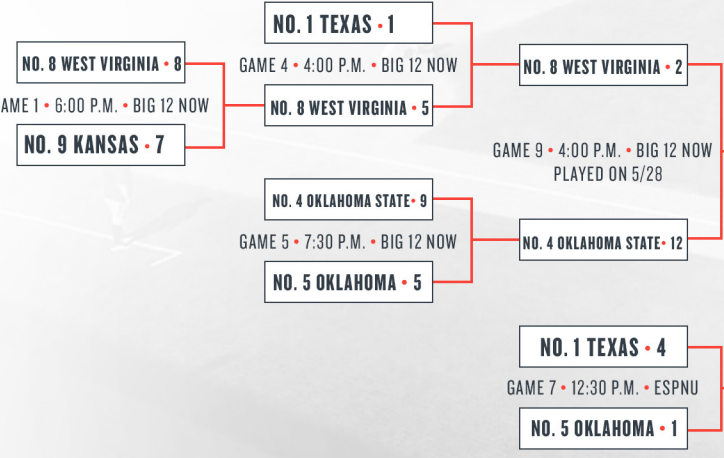 NO. 8 WEST VIRGINIA • 8
AME 1 • 6:00 P.M. • BIG 12 NOW
NO. 9 KANSAS • 7
NO. 1 TEXAS • 1
GAME 4 • 4:00 P.M. • BIG 12 NOW
NO. 8 WEST VIRGINIA • 5
NO. 4 OKLAHOMA STATE• 9
GAME 5 • 7:30 P.M. • BIG 12 NOW
NO. 5 OKLAHOMA • 5
NO. 8 WEST VIRGINIA • 2
GAME 9 • 4:00 P.M. • BIG 12 NOW
PLAYED ON 5/28
NO. 4 OKLAHOMA STATE• 12
NO. 1 TEXAS • 4
GAME 7 • 12:30 P.M. • ESPNU
NO. 5 OKLAHOMA • 1